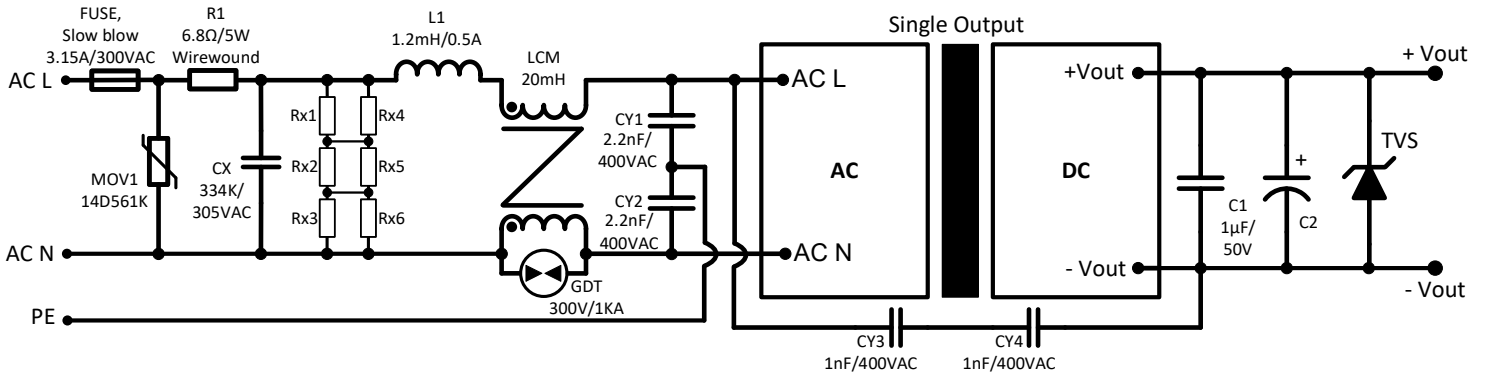 FUSE,
Slow blow
3.15A/300VAC
R1
6.8Ω/5W
Wirewound
L1
1.2mH/0.5A
LCM
20mH
Single Output
AC L
AC L
+Vout
+ Vout
Rx1
Rx4
CY1
2.2nF/
400VAC
TVS
MOV1
14D561K
CX
334K/
305VAC
Rx2
Rx5
AC
DC
+
C1
1µF/
50V
C2
Rx3
Rx6
CY2
2.2nF/
400VAC
AC N
AC N
- Vout
- Vout
GDT
300V/1KA
PE
CY3
1nF/400VAC
CY4
1nF/400VAC